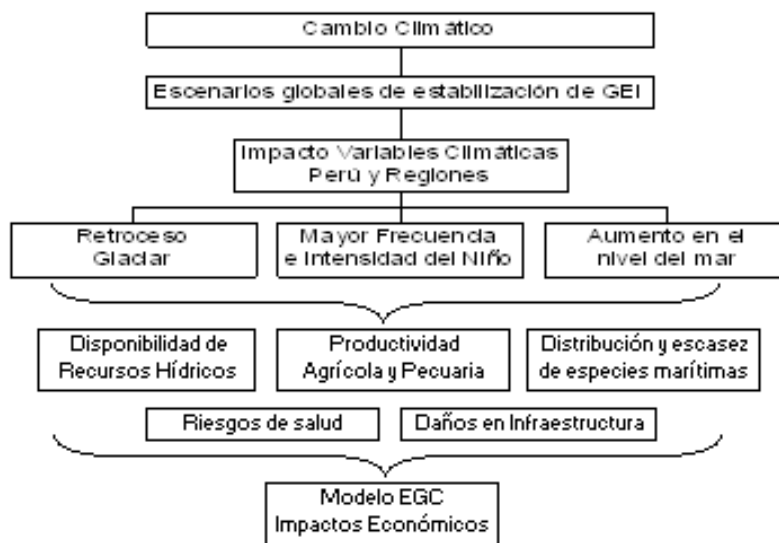 Cambio Climático
Escenarios globales de estabilización de GEI
Impacto Variables Climáticas
Perú y Regiones
Retroceso
Glaciar
Mayor Frecuencia
e Intensidad del Niño
Aumento en el
nivel del mar
Disponibilidad de
Recursos Hídricos
Productividad
Agrícola y Pecuaria
Distribución y escasez
de especies marítimas
Riesgos de salud
Daños en Infraestructura
Modelo EGC
Impactos Económicos